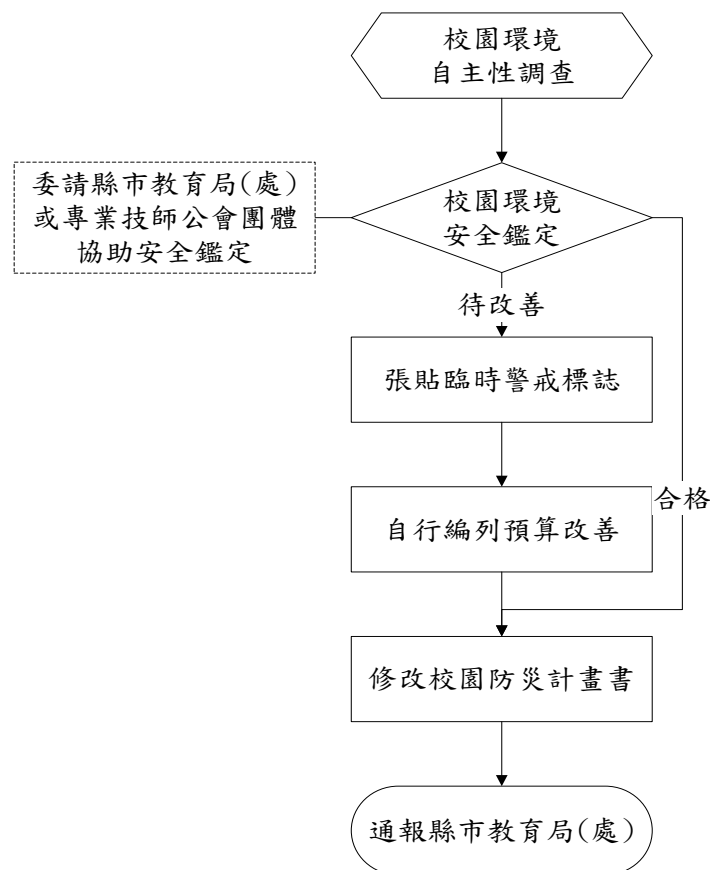 校園環境
自主性調查
委請縣市教育局(處)
或專業技師公會團體
協助安全鑑定
校園環境
安全鑑定
待改善
張貼臨時警戒標誌
合格
自行編列預算改善
修改校園防災計畫書
通報縣市教育局(處)